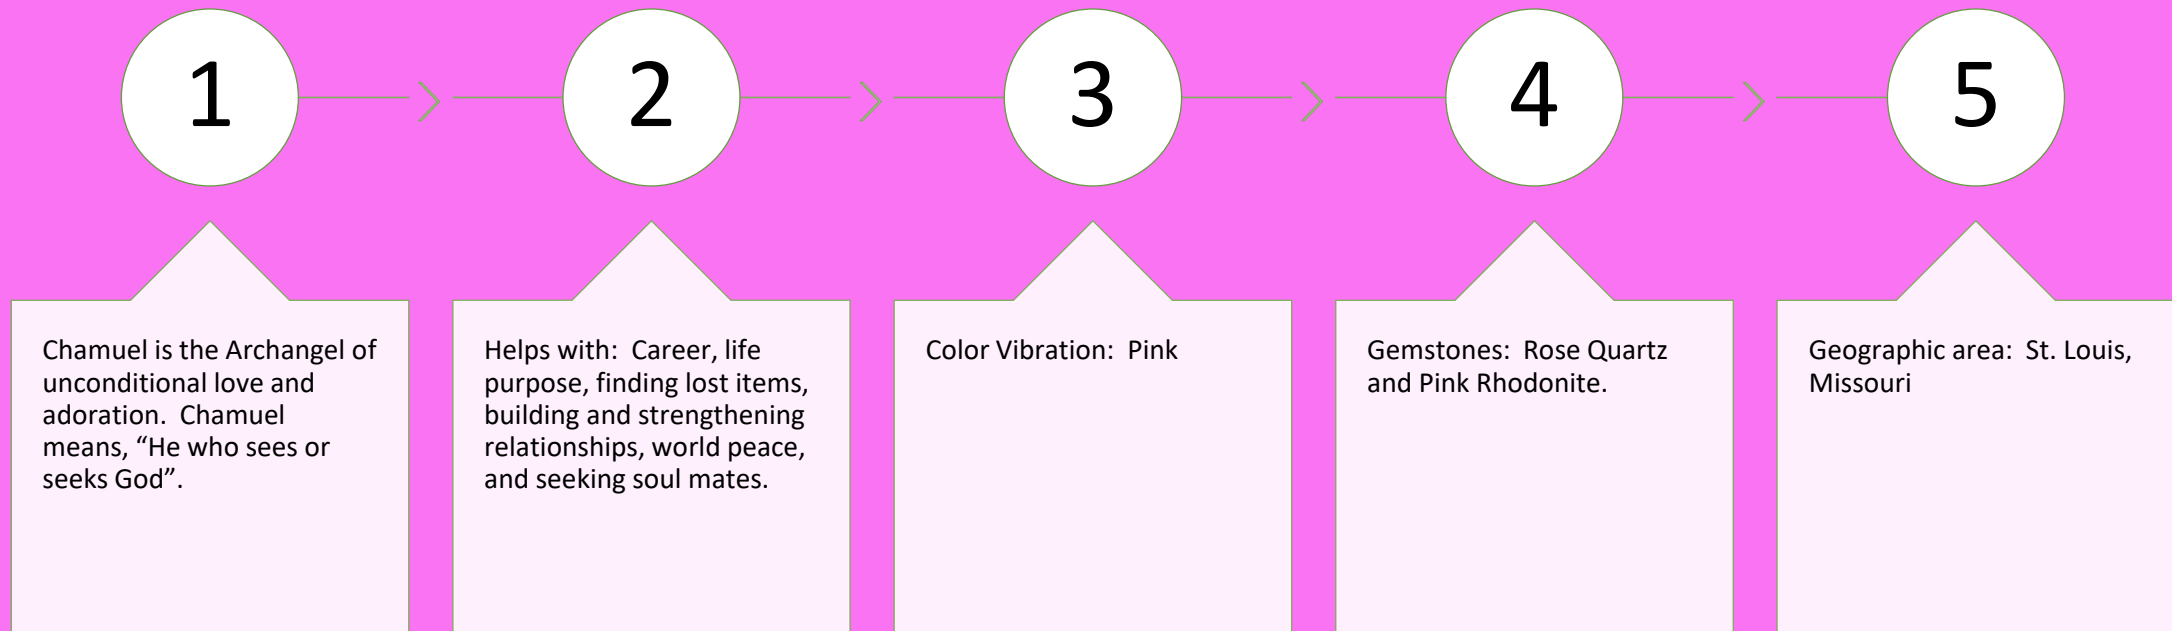 1
2
3
4
5
Chamuel is the Archangel of
unconditional love and
adoration.  Chamuel
means, “He who sees or
seeks God”.
Helps with:  Career, life
purpose, finding lost items,
building and strengthening
relationships, world peace,
and seeking soul mates.
Color Vibration:  Pink
Gemstones:  Rose Quartz
and Pink Rhodonite.
Geographic area:  St. Louis,
Missouri